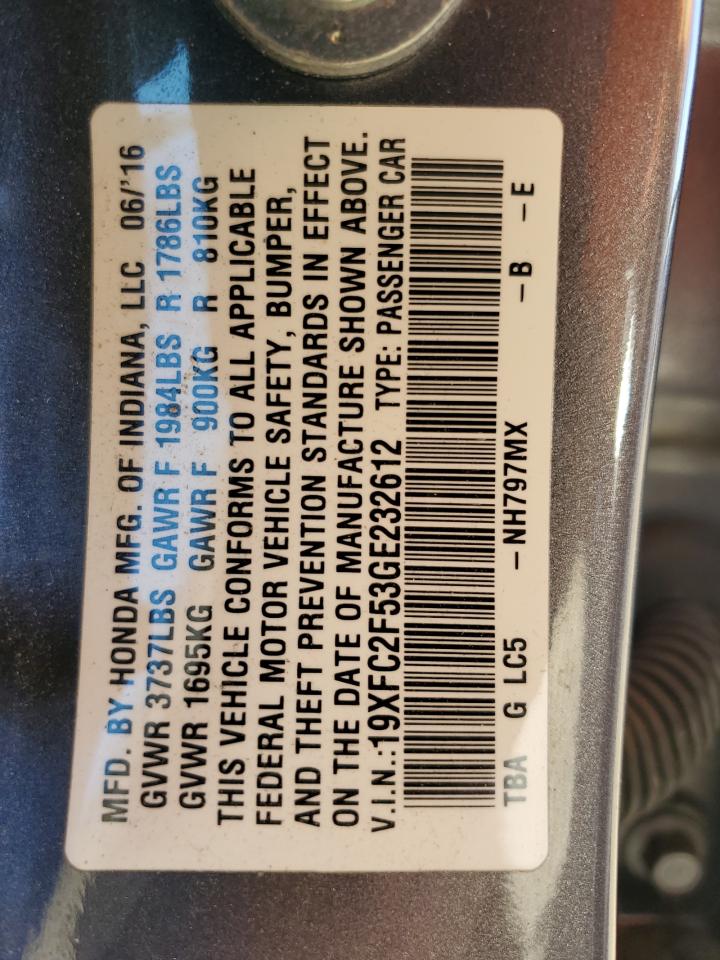 MFD. BY HONDA MFG. OF INDIANA, LLC 06/'16
GVWR 3737LBS GAWR F 1984LBS R 1786LBS
GVWR 1695KG GAWR F 900KG R 810KG
THIS VEHICLE CONFORMS TO ALL APPLICABLE
FEDERAL MOTOR VEHICLE SAFETY, BUMPER,
AND THEFT PREVENTION STANDARDS IN EFFECT
ON THE DATE OF MANUFACTURE SHOWN ABOVE.
V.I.N.:19XFC2F53GE232612 TYPE: PASSENGER CAR
TBA G LC5 -NH797MX -B -E